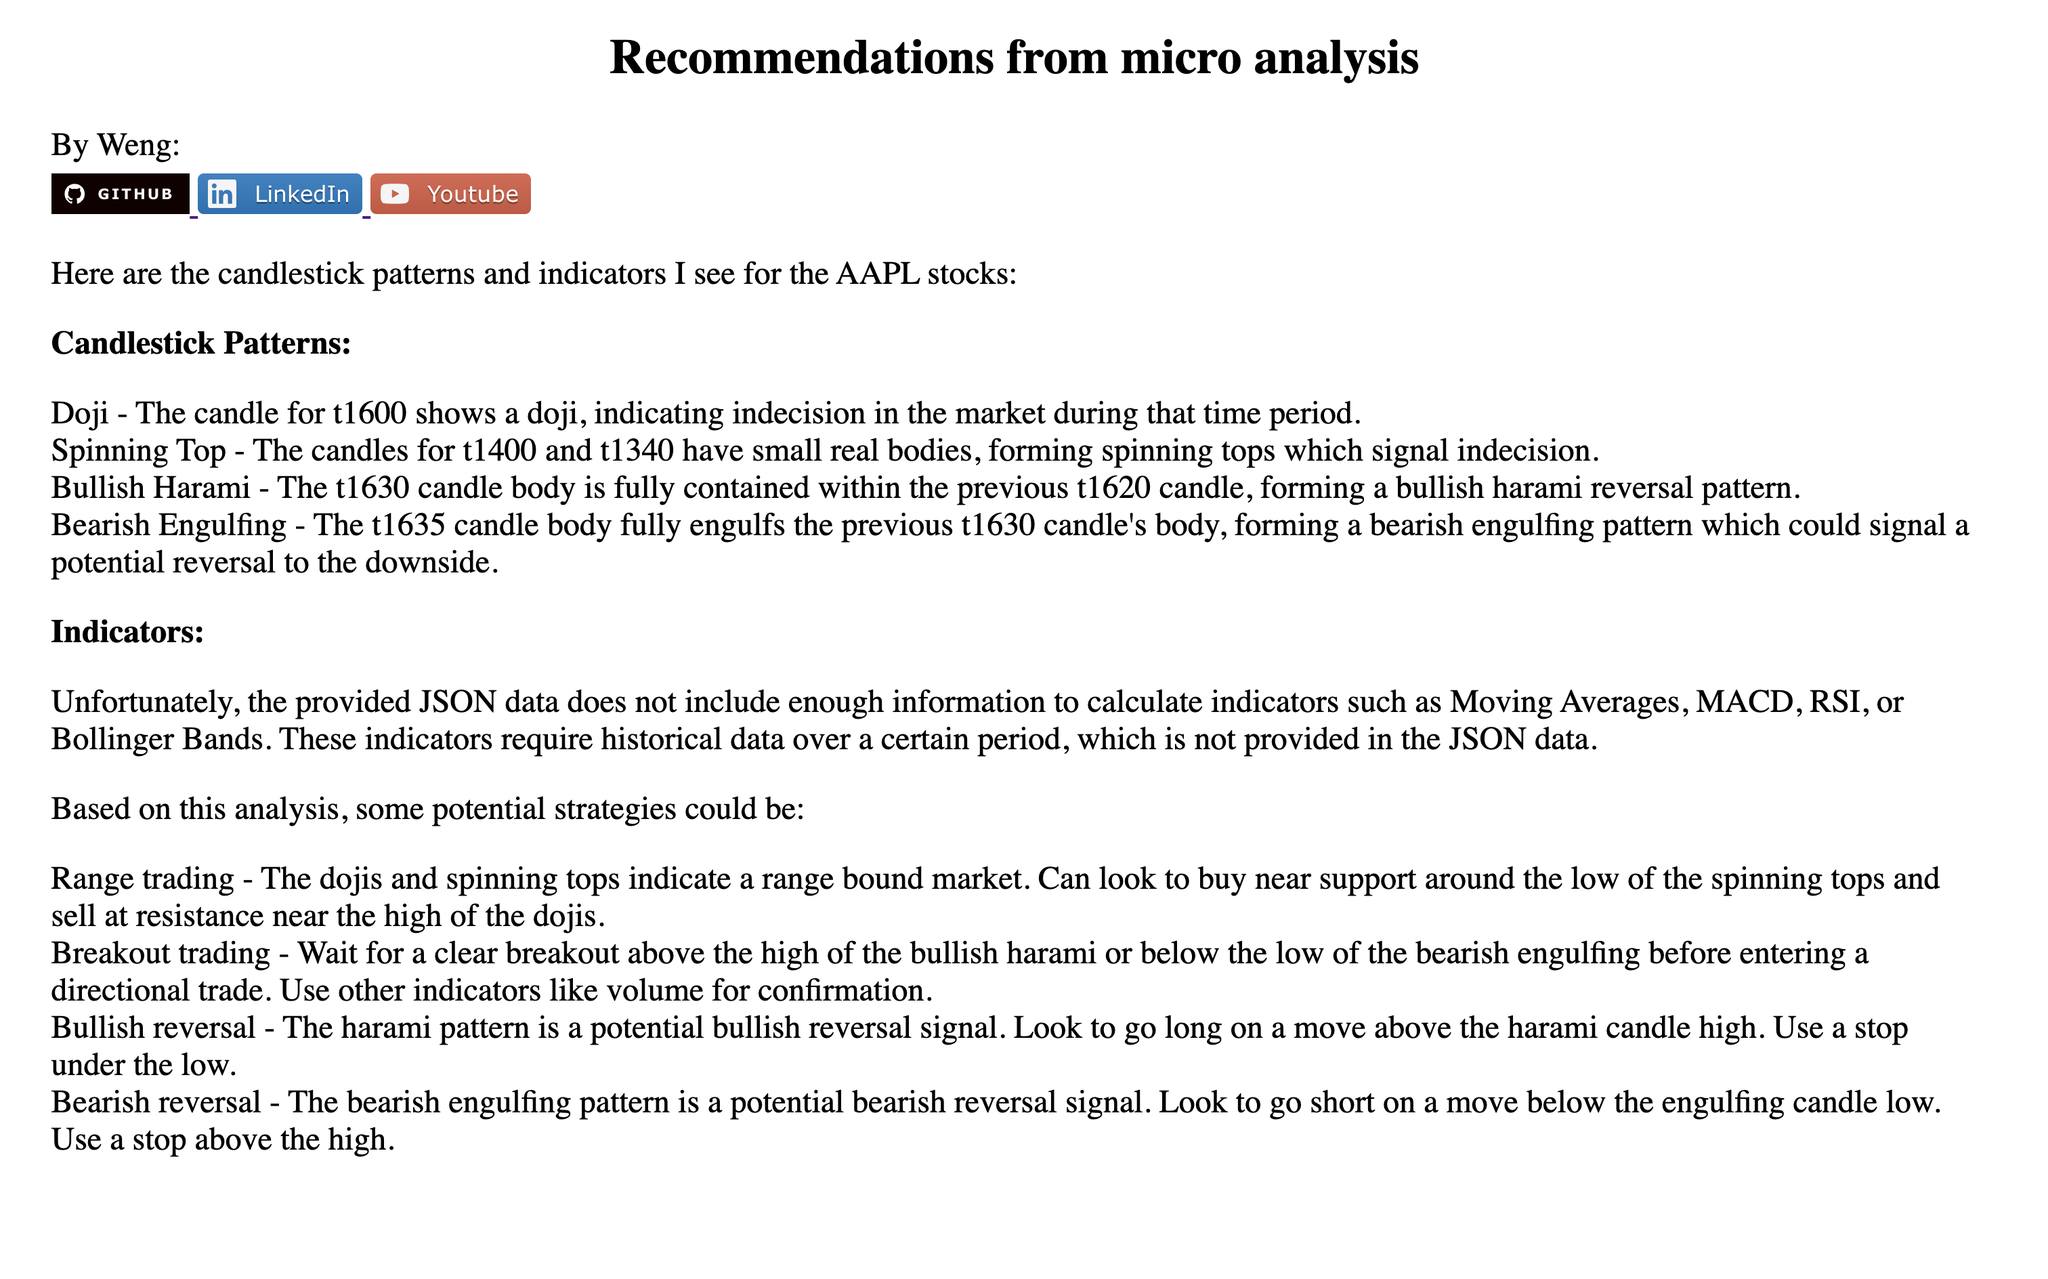 Recommendations from micro analysis
By Weng:
GITHUB LinkedIn Youtube
Here are the candlestick patterns and indicators I see for the AAPL stocks:
Candlestick Patterns:
Doji - The candle for t1600 shows a doji, indicating indecision in the market during that time period.
Spinning Top - The candles for t1400 and t1340 have small real bodies, forming spinning tops which signal indecision.
Bullish Harami - The t1630 candle body is fully contained within the previous t1620 candle, forming a bullish harami reversal pattern.
Bearish Engulfing - The t1635 candle body fully engulfs the previous t1630 candle's body, forming a bearish engulfing pattern which could signal a
potential reversal to the downside.
Indicators:
Unfortunately, the provided JSON data does not include enough information to calculate indicators such as Moving Averages, MACD, RSI, or
Bollinger Bands. These indicators require historical data over a certain period, which is not provided in the JSON data.
Based on this analysis, some potential strategies could be:
Range trading - The dojis and spinning tops indicate a range bound market. Can look to buy near support around the low of the spinning tops and
sell at resistance near the high of the dojis.
Breakout trading - Wait for a clear breakout above the high of the bullish harami or below the low of the bearish engulfing before entering a
directional trade. Use other indicators like volume for confirmation.
Bullish reversal - The harami pattern is a potential bullish reversal signal. Look to go long on a move above the harami candle high. Use a stop
under the low.
Bearish reversal - The bearish engulfing pattern is a potential bearish reversal signal. Look to go short on a move below the engulfing candle low.
Use a stop above the high.